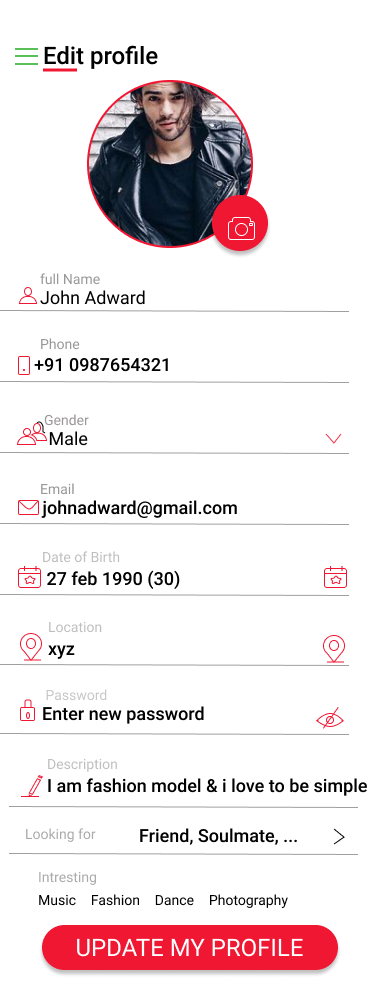 Edit profile
full Name
John Adward
Phone
+91 0987654321
Gender
Male
Email
johnadward@gmail.com
Date of Birth
27 feb 1990 (30)
Location
xyz
Password
Enter new password
Description
I am fashion model & i love to be simple
Looking for Friend, Soulmate, ...
Intresting
Music Fashion Dance Photography
UPDATE MY PROFILE